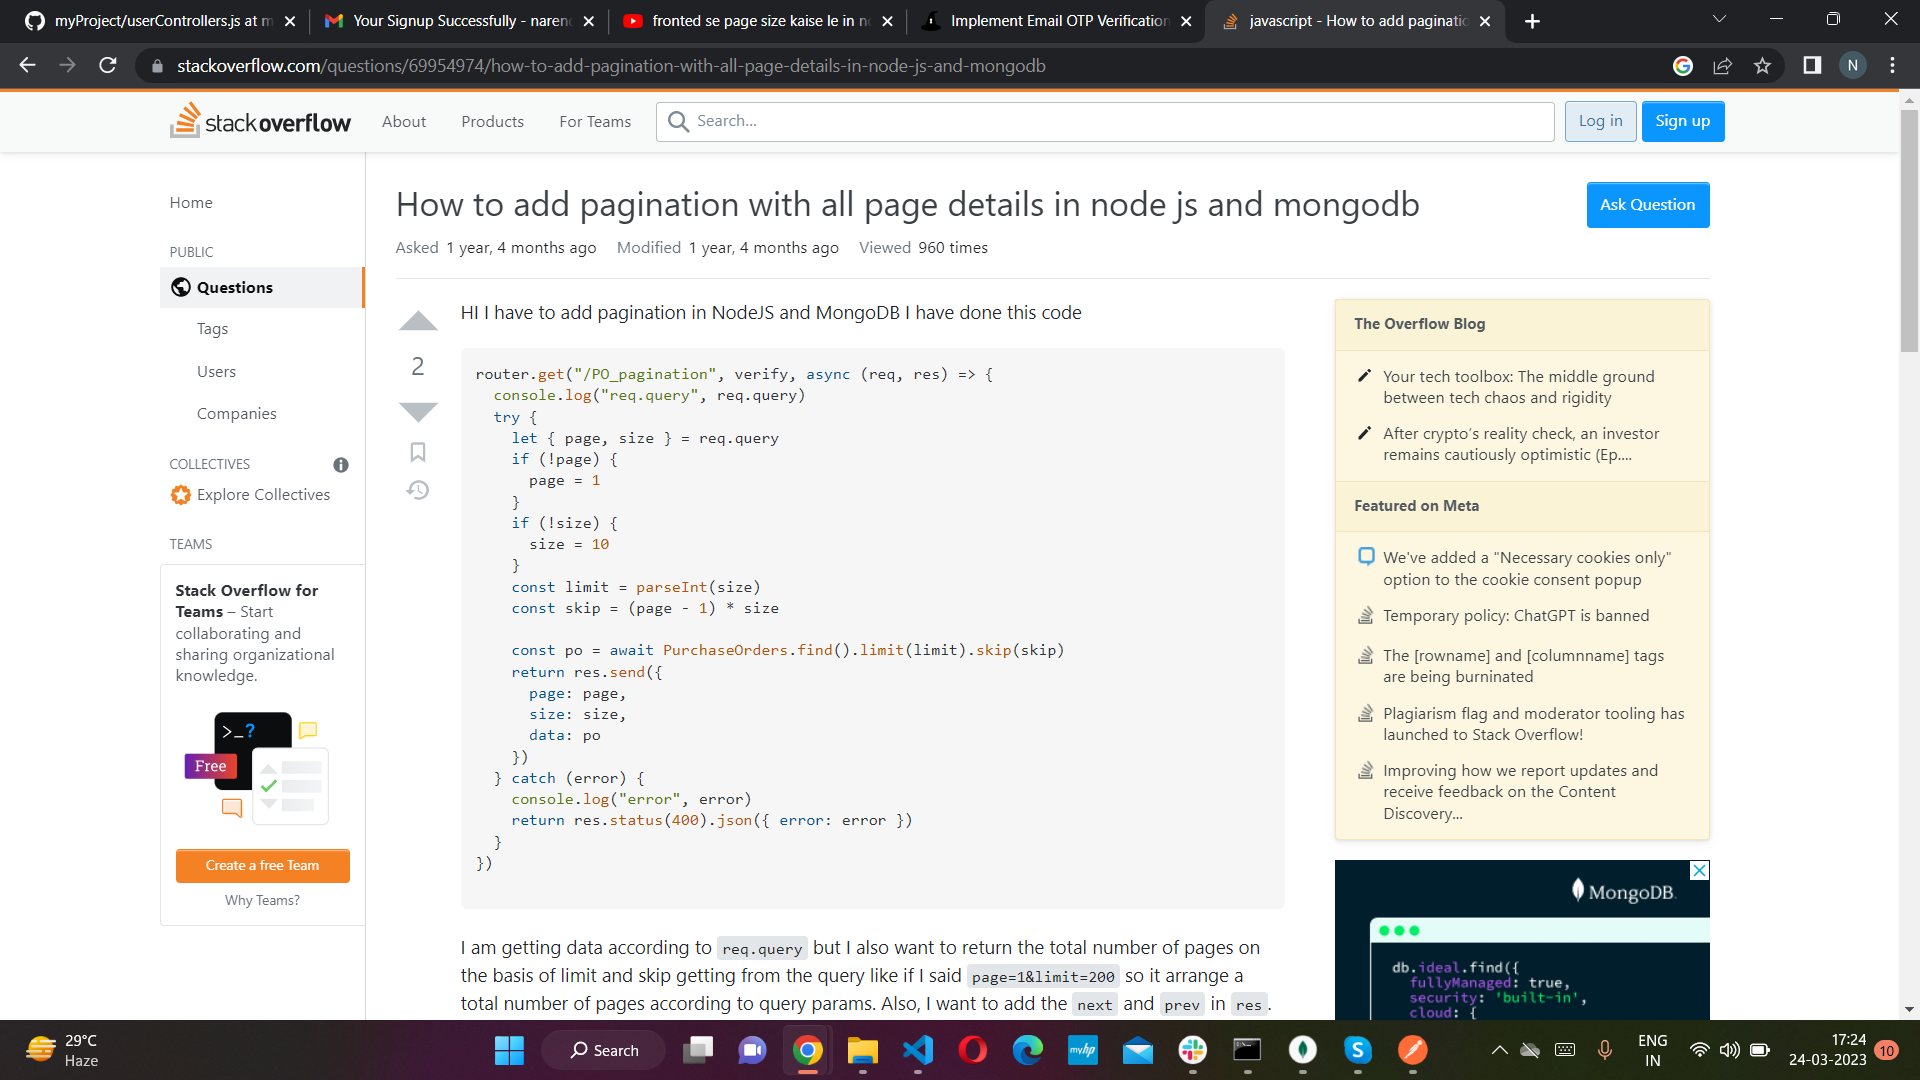 myProject/userControllers.js at m
Your Signup Successfully - naren
fronted se page size kaise le in n
Implement Email OTP Verification
javascript - How to add paginatio
stackoverflow.com/questions/69954974/how-to-add-pagination-with-all-page-details-in-node-js-and-mongodb
N
stackoverflow
About
Products
For Teams
Search...
Log in
Sign up
Home
PUBLIC
Questions
Tags
Users
Companies
COLLECTIVES
Explore Collectives
TEAMS
Stack Overflow for
Teams – Start
collaborating and
sharing organizational
knowledge.
>_?
Free
Create a free Team
Why Teams?
How to add pagination with all page details in node js and mongodb
Ask Question
Asked 1 year, 4 months ago Modified 1 year, 4 months ago Viewed 960 times
2
HI I have to add pagination in NodeJS and MongoDB I have done this code
router.get("/PO_pagination", verify, async (req, res) => {
console.log("req.query", req.query)
try {
let { page, size } = req.query
if (!page) {
page = 1
}
if (!size) {
size = 10
}
const limit = parseInt(size)
const skip = (page - 1) * size
const po = await PurchaseOrders.find().limit(limit).skip(skip)
return res.send({
page: page,
size: size,
data: po
})
} catch (error) {
console.log("error", error)
return res.status(400).json({ error: error })
}
})
I am getting data according to req.query but I also want to return the total number of pages on
the basis of limit and skip getting from the query like if I said page=1&limit=200 so it arrange a
total number of pages according to query params. Also, I want to add the next and prev in res.
The Overflow Blog
Your tech toolbox: The middle ground
between tech chaos and rigidity
After crypto’s reality check, an investor
remains cautiously optimistic (Ep....
Featured on Meta
We've added a "Necessary cookies only"
option to the cookie consent popup
Temporary policy: ChatGPT is banned
The [rowname] and [columnname] tags
are being burninated
Plagiarism flag and moderator tooling has
launched to Stack Overflow!
Improving how we report updates and
receive feedback on the Content
Discovery...
MongoDB.
db.ideal.find({
fullyManaged: true,
security: 'built-in',
cloud: {
29°C
Haze
Search
myhp
ENG
IN
17:24
24-03-2023
10